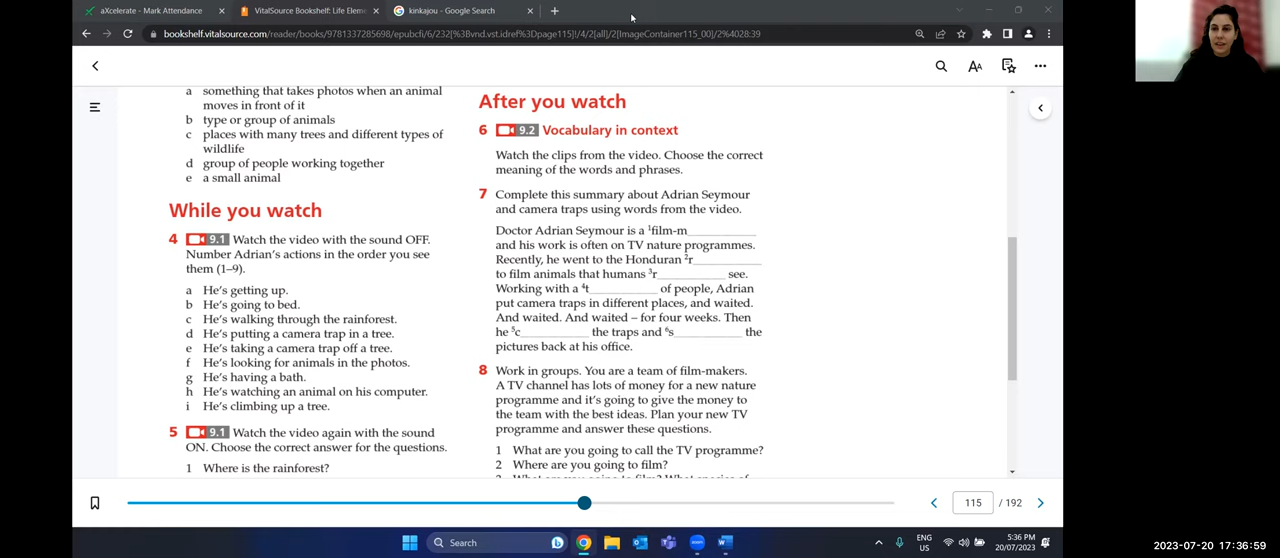 aXcelerate - Mark Attendance
VitalSource Bookshelf: Life Elem
kinkajou - Google Search
bookshelf.vitalsource.com/reader/books/9781337285698/epubcfi/6/232[%3Bvnd.vst.idref%3Dpage115]!/4/2[all]/2[ImageContainer115_00]/2%4028:39
a something that takes photos when an animal
moves in front of it
b type or group of animals
c places with many trees and different types of
wildlife
d group of people working together
e a small animal
While you watch
4 9.1 Watch the video with the sound OFF.
Number Adrian's actions in the order you see
them (1–9).
a He's getting up.
b He's going to bed.
c He's walking through the rainforest.
d He's putting a camera trap in a tree.
e He's taking a camera trap off a tree.
f He's looking for animals in the photos.
g He's having a bath.
h He's watching an animal on his computer.
i He's climbing up a tree.
5 9.1 Watch the video again with the sound
ON. Choose the correct answer for the questions.
1 Where is the rainforest?
After you watch
6 9.2 Vocabulary in context
Watch the clips from the video. Choose the correct
meaning of the words and phrases.
7 Complete this summary about Adrian Seymour
and camera traps using words from the video.
Doctor Adrian Seymour is a ¹film-m__________
and his work is often on TV nature programmes.
Recently, he went to the Honduran ²r__________
to film animals that humans ³r__________ see.
Working with a ⁴t__________ of people, Adrian
put camera traps in different places, and waited.
And waited. And waited – for four weeks. Then
he ⁵c__________ the traps and ⁶s__________ the
pictures back at his office.
8 Work in groups. You are a team of film-makers.
A TV channel has lots of money for a new nature
programme and it's going to give the money to
the team with the best ideas. Plan your new TV
programme and answer these questions.
1 What are you going to call the TV programme?
2 Where are you going to film?
3 What are you going to film? What species of
115 / 192
Search
ENG
US
5:36 PM
20/07/2023
2023-07-20 17:36:59